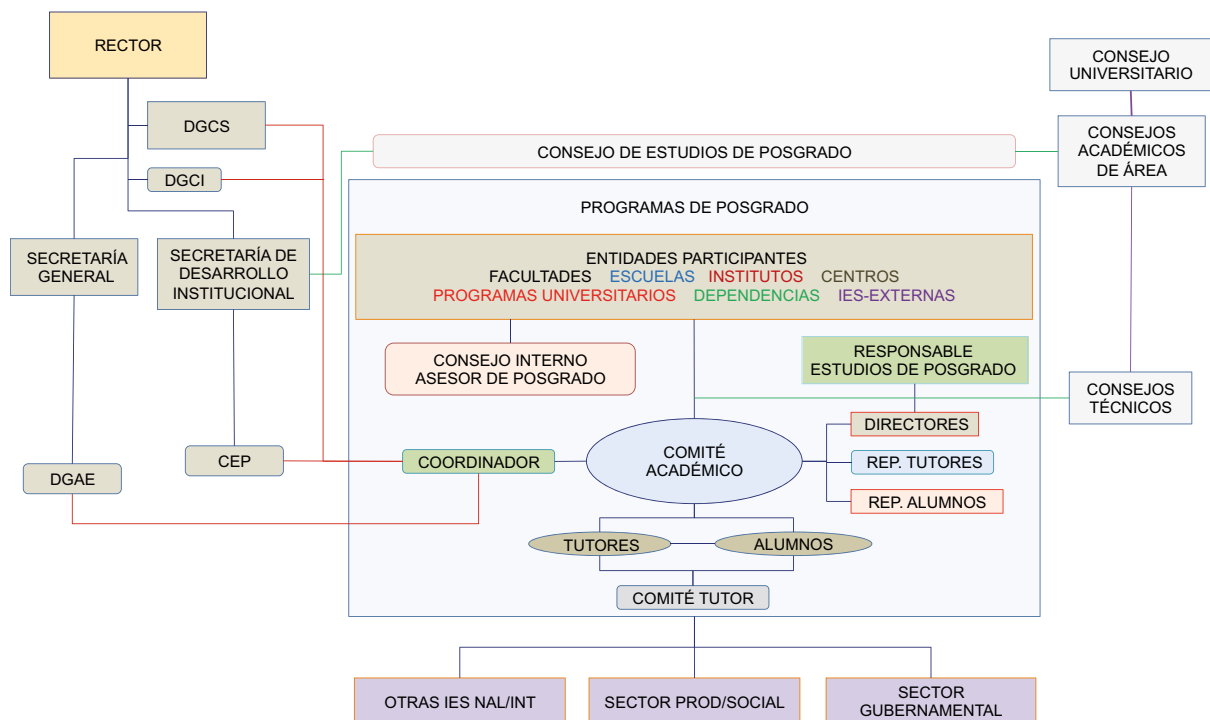 RECTOR
CONSEJO
UNIVERSITARIO
DGCS
CONSEJO DE ESTUDIOS DE POSGRADO
CONSEJOS
ACADÉMICOS
DE ÁREA
DGCI
PROGRAMAS DE POSGRADO
SECRETARÍA
GENERAL
SECRETARÍA DE
DESARROLLO
INSTITUCIONAL
ENTIDADES PARTICIPANTES
FACULTADES ESCUELAS INSTITUTOS CENTROS
PROGRAMAS UNIVERSITARIOS DEPENDENCIAS IES-EXTERNAS
CONSEJO INTERNO
ASESOR DE POSGRADO
RESPONSABLE
ESTUDIOS DE POSGRADO
CONSEJOS
TÉCNICOS
DIRECTORES
CEP
COORDINADOR
COMITÉ
ACADÉMICO
REP. TUTORES
DGAE
REP. ALUMNOS
TUTORES
ALUMNOS
COMITÉ TUTOR
OTRAS IES NAL/INT
SECTOR PROD/SOCIAL
SECTOR
GUBERNAMENTAL